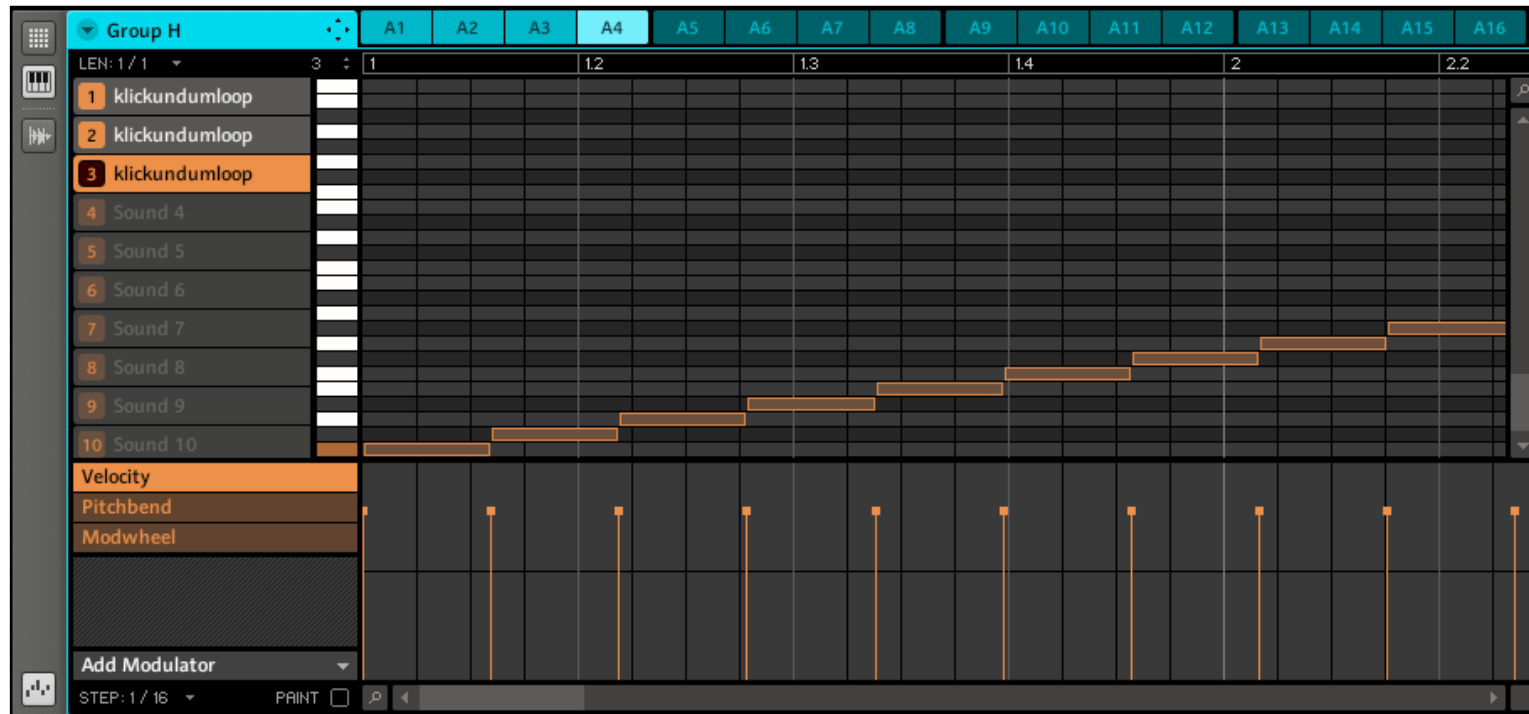 Group H A1 A2 A3 A4 A5 A6 A7 A8 A9 A10 A11 A12 A13 A14 A15 A16
LEN: 1 / 1 3 1 1.2 1.3 1.4 2 2.2
1 klickundumloop
2 klickundumloop
3 klickundumloop
4 Sound 4
5 Sound 5
6 Sound 6
7 Sound 7
8 Sound 8
9 Sound 9
10 Sound 10
Velocity
Pitchbend
Modwheel
Add Modulator
STEP: 1 / 16 PAINT